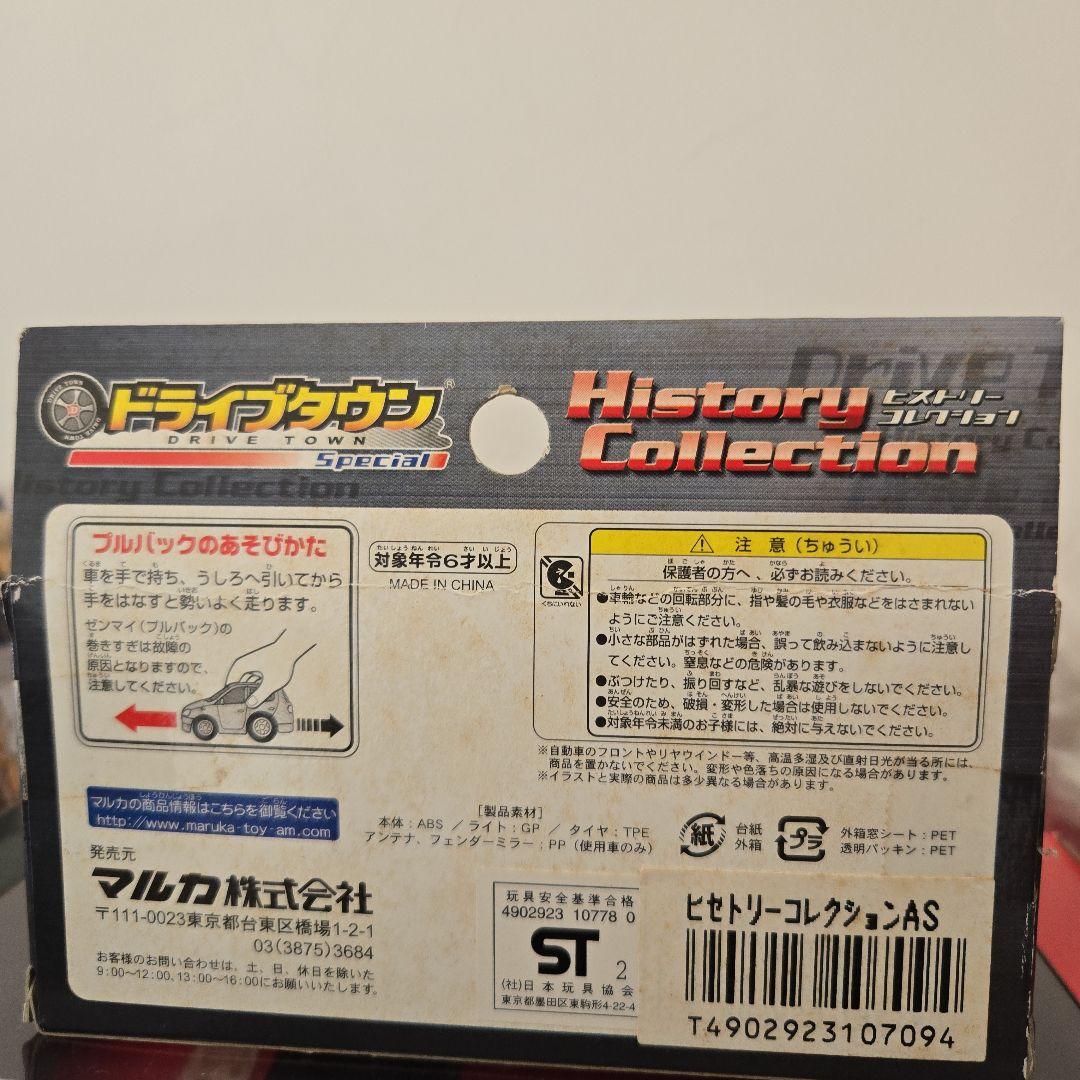 DRIVE TOWN
ドライブタウン®
DRIVE TOWN
Special
History
Collection
ヒストリー
コレクション
Drive T
History Collection
プルバックのあそびかた
車を手で持ち、うしろへ引いてから
手をはなすと勢いよく走ります。
ゼンマイ(プルバック)の
巻きすぎは故障の
原因となりますので、
注意してください。
対象年令6才以上
MADE IN CHINA
くちにいれない
注意(ちゅうい)
保護者の方へ、必ずお読みください。
●車輪などの回転部分に、指や髪の毛や衣服などをはさまれない
ようにご注意ください。
●小さな部品がはずれた場合、誤って飲み込まないように注意し
てください。窒息などの危険があります。
●ぶつけたり、振り回すなど、乱暴な遊びをしないでください。
●安全のため、破損・変形した場合は使用しないでください。
●対象年令未満のお子様には、絶対に与えないでください。
※自動車のフロントやリヤウインドー等、高温多湿及び直射日光が当る所には、
商品を置かないでください。変形や色落ちの原因になる場合があります。
※イラストと実際の商品は多少異なる場合があります。
マルカの商品情報はこちらを御覧ください
http://www.maruka-toy-am.com
発売元
マルカ株式会社
〒111-0023東京都台東区橋場1-2-1
03(3875)3684
お客様のお問い合わせは、土、日、休日を除いた
9:00〜12:00,13:00〜16:00にお願いいたします。
[製品素材]
本体:ABS / ライト:GP / タイヤ:TPE
アンテナ、フェンダーミラー:PP(使用車のみ)
紙
台紙
外箱
プラ
外箱窓シート:PET
透明パッキン:PET
玩具安全基準合格
4902923 10778 0
ST 2
(社)日本玩具協会
東京都墨田区東駒形4-22-4
ヒセトリーコレクションAS
T4902923107094